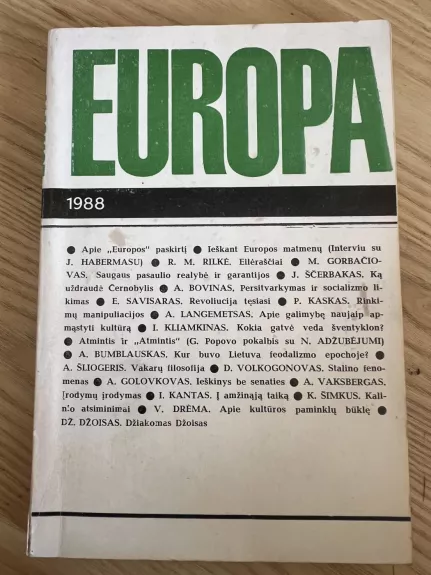 EUROPA
1988
● Apie „Europos" paskirtį ● Ieškant Europos matmenų (Interviu su
J. HABERMASU) ● R. M. RILKĖ. Eilėraščiai ● M. GORBAČIO-
VAS. Saugaus pasaulio realybė ir garantijos ● J. ŠČERBAKAS. Ką
uždraudė Černobylis ● A. BOVINAS. Persitvarkymas ir socializmo li-
kimas ● E. SAVISARAS. Revoliucija tęsiasi ● P. KASKAS. Rinki-
mų manipuliacijos ● A. LANGEMETSAS. Apie galimybę naujaip ap-
mąstyti kultūrą ● I. KLIAMKINAS. Kokia gatvė veda šventyklon?
● Atmintis ir „Atmintis" (G. Popovo pokalbis su N. ADŽUBĖJUMI)
● A. BUMBLAUSKAS. Kur buvo Lietuva feodalizmo epochoje? ●
A. ŠLIOGERIS. Vakarų filosofija ● D. VOLKOGONOVAS. Stalino feno-
menas ● A. GOLOVKOVAS. Ieškinys be senaties ● A. VAKSBERGAS.
Įrodymų įrodymas ● I. KANTAS. Į amžinąją taiką ● K. ŠIMKUS. Kali-
nio atsiminimai ● V. DRĖMA. Apie kultūros paminklų būklę ●
DŽ. DŽOISAS. Džiakomas Džoisas